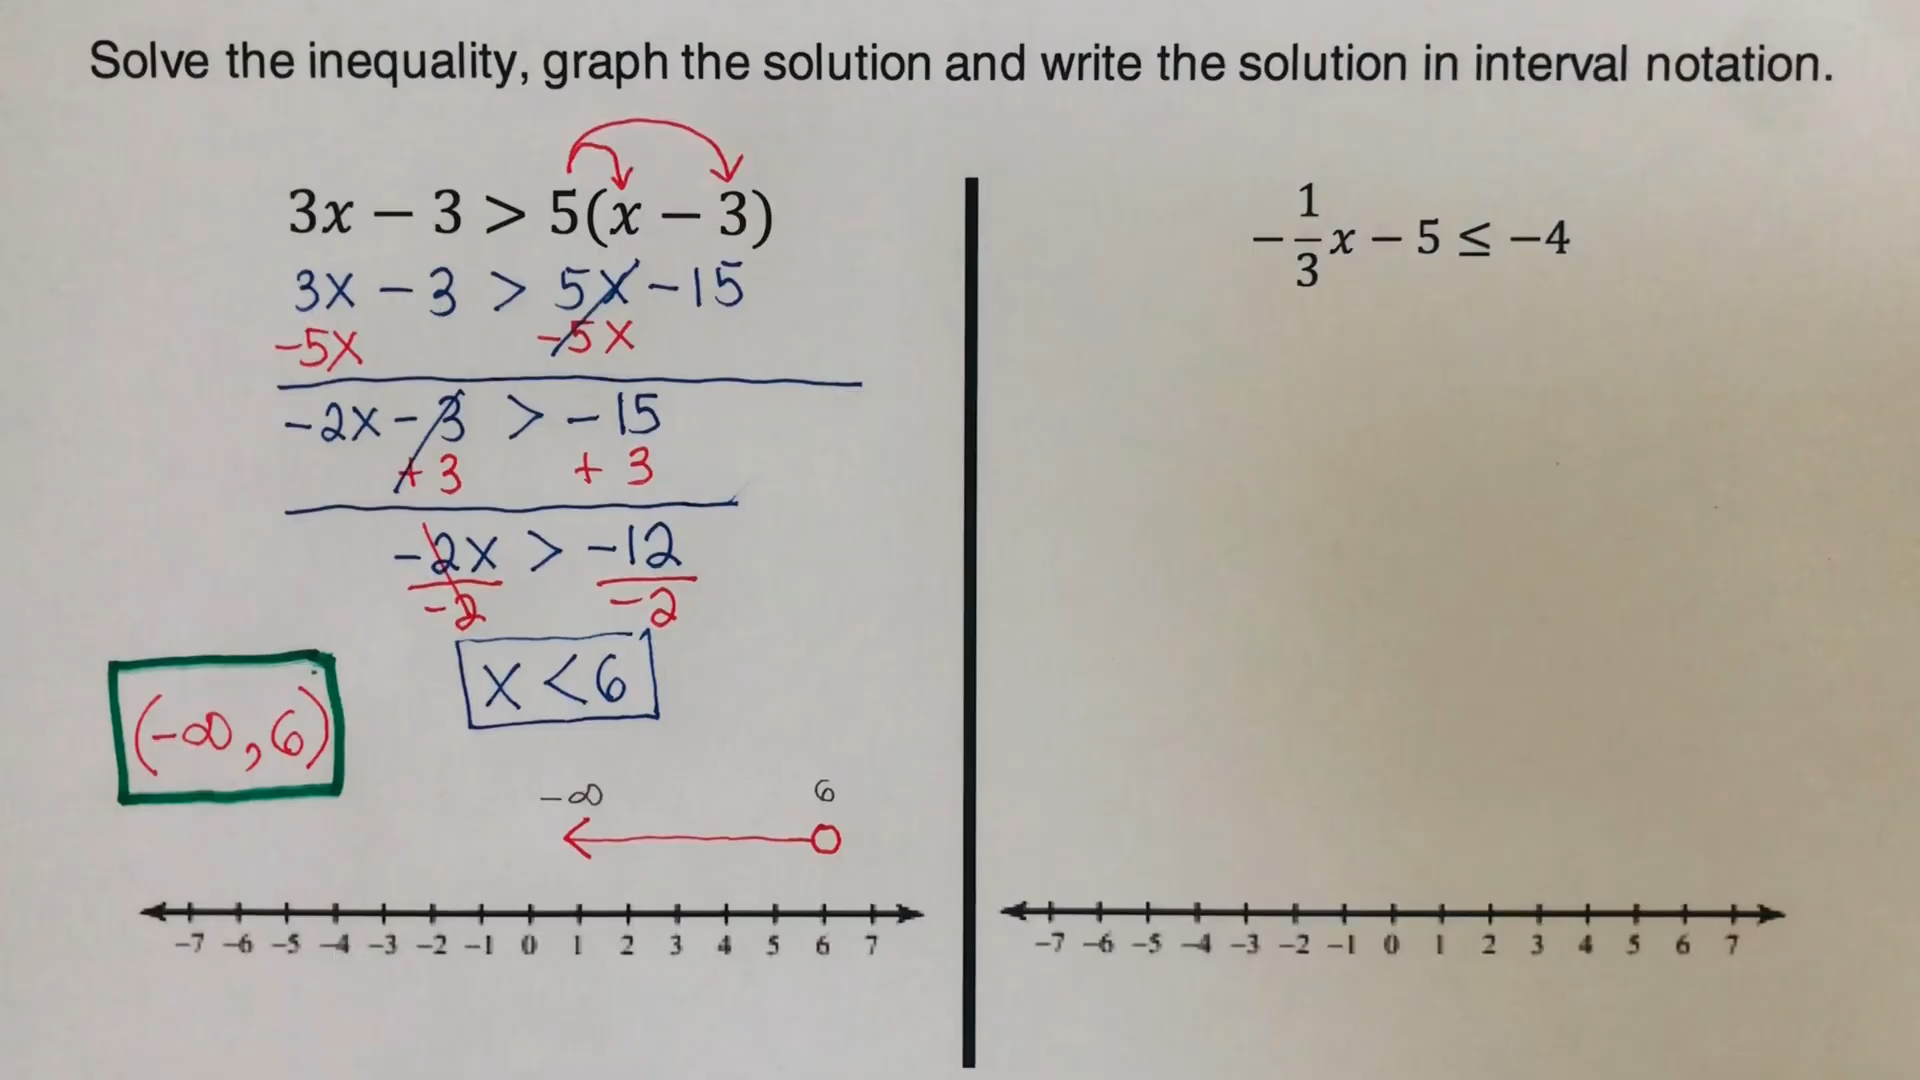 Solve the inequality, graph the solution and write the solution in interval notation.
3x − 3 > 5(x − 3)
3x − 3 > 5x − 15
−5x −5x
−2x − 3 > −15
+ 3 + 3
−2x > −12
−2 −2
x < 6
(−∞, 6)
−∞ 6
−7 −6 −5 −4 −3 −2 −1 0 1 2 3 4 5 6 7
−1/3x − 5 ≤ −4
−7 −6 −5 −4 −3 −2 −1 0 1 2 3 4 5 6 7